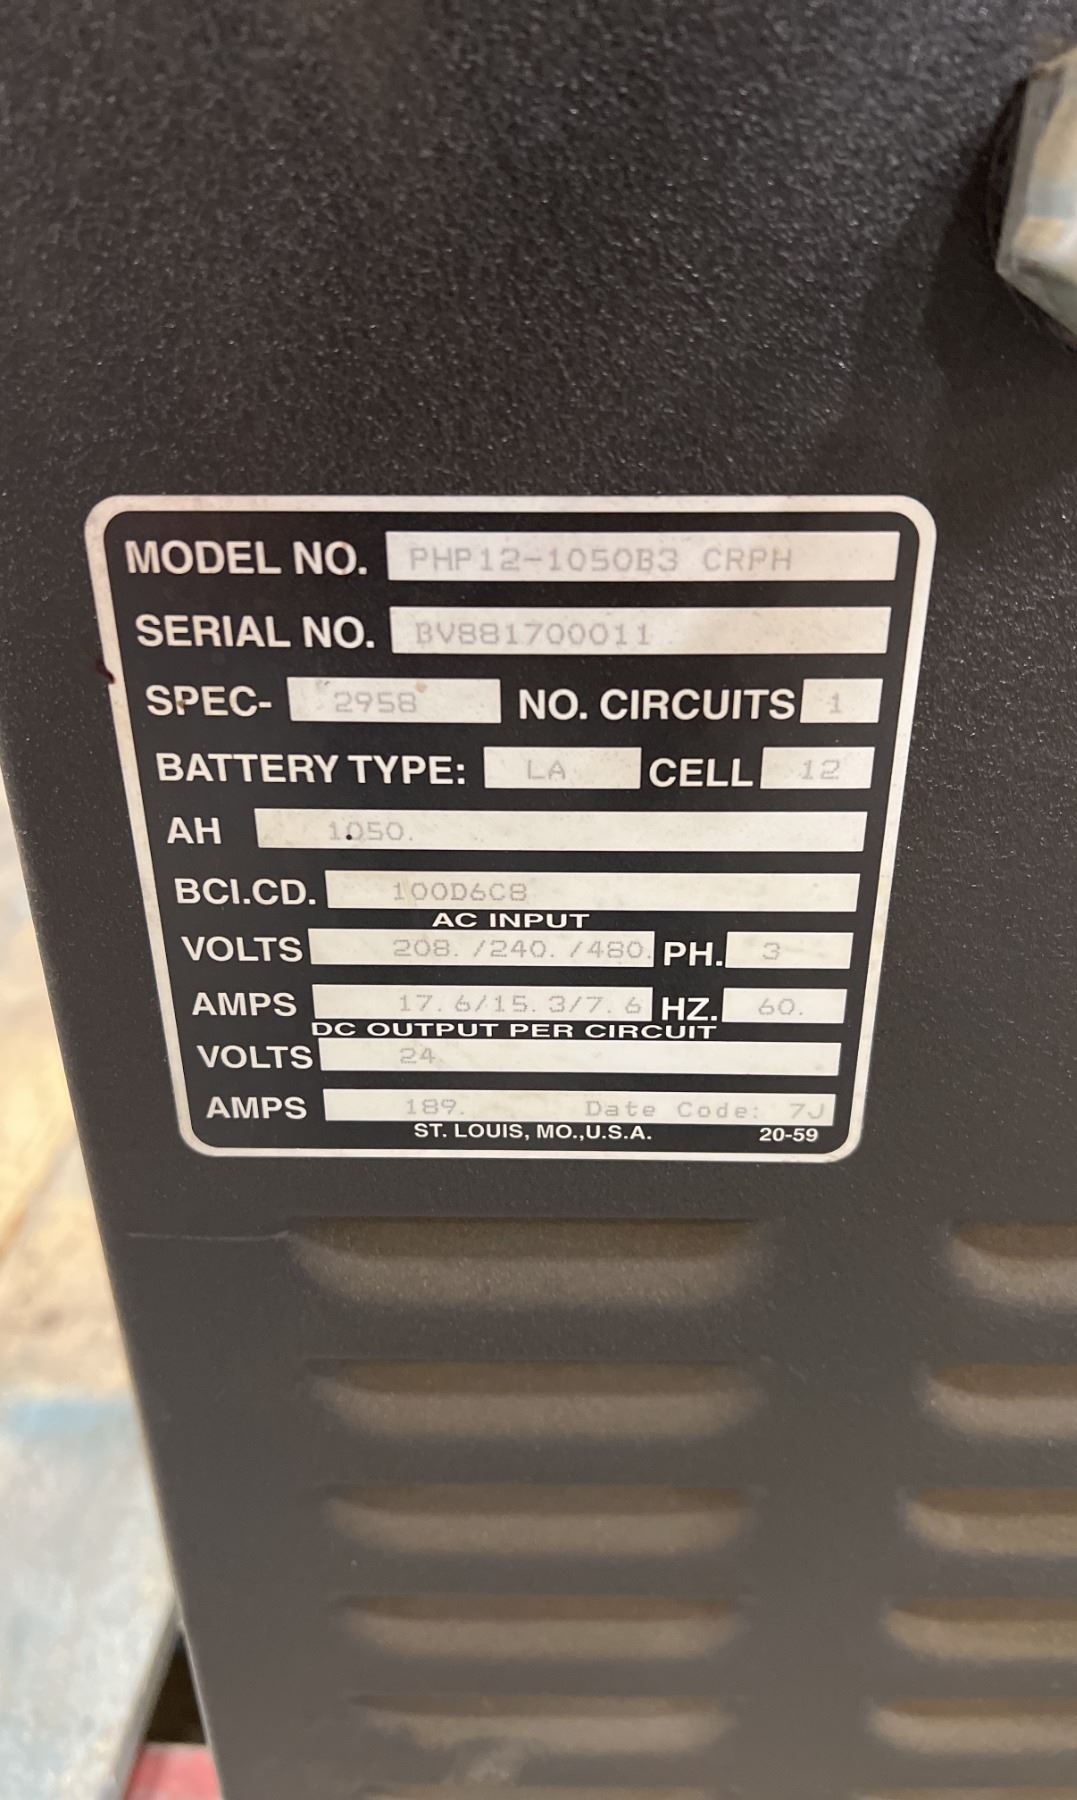 MODEL NO. PHP12-1050B3 CRPH
SERIAL NO. BV881700011
SPEC- 2958 NO. CIRCUITS 1
BATTERY TYPE: LA CELL 12
AH 1050.
BCI.CD. 100D6C8
AC INPUT
VOLTS 208./240./480. PH. 3
AMPS 17.6/15.3/7.6 HZ. 60.
DC OUTPUT PER CIRCUIT
VOLTS 24
AMPS 189. Date Code: 7J
ST. LOUIS, MO.,U.S.A. 20-59